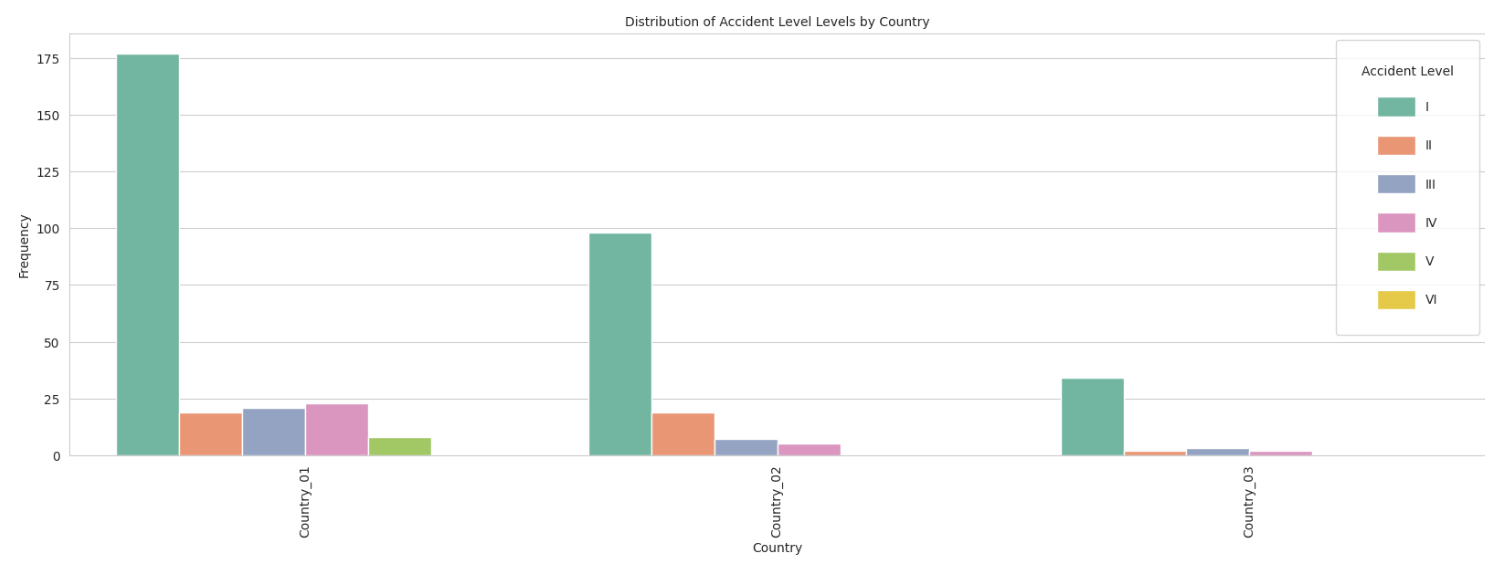 Distribution of Accident Level Levels by Country
175
150
125
100
75
50
25
0
Frequency
Accident Level
I
II
III
IV
V
VI
Country_01
Country_02
Country_03
Country